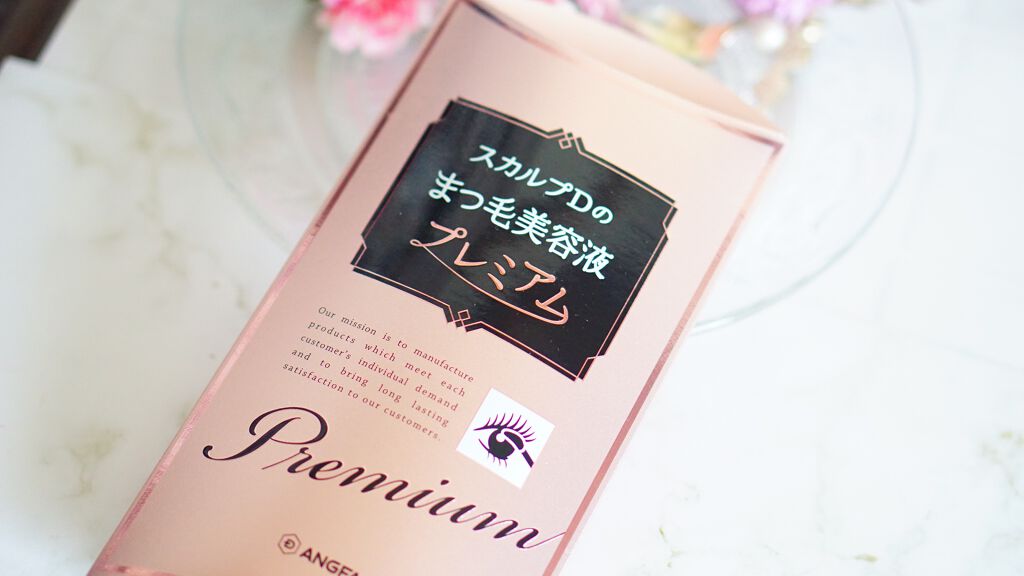 スカルプDの
まつ毛美容液
プレミアム
Our mission is to manufacture
products which meet each
customer's individual demand
and to bring long lasting
satisfaction to our customers.
Premium